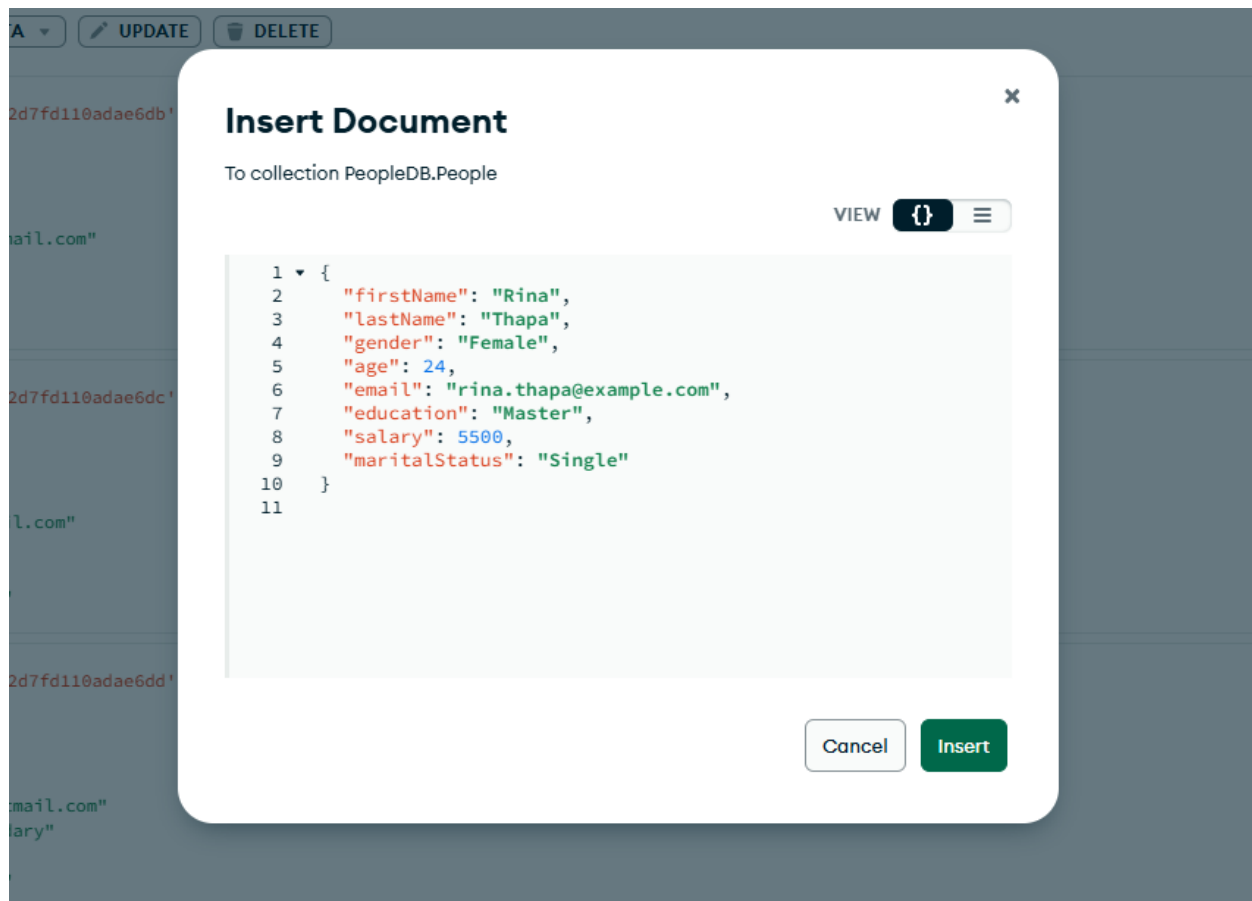 TA
UPDATE
DELETE
2d7fd110adae6db'
ail.com"
2d7fd110adae6dc'
l.com"
2d7fd110adae6dd'
mail.com"
dary"
Insert Document
To collection PeopleDB.People
VIEW {}
1 {
2 "firstName": "Rina",
3 "lastName": "Thapa",
4 "gender": "Female",
5 "age": 24,
6 "email": "rina.thapa@example.com",
7 "education": "Master",
8 "salary": 5500,
9 "maritalStatus": "Single"
10 }
11
Cancel
Insert